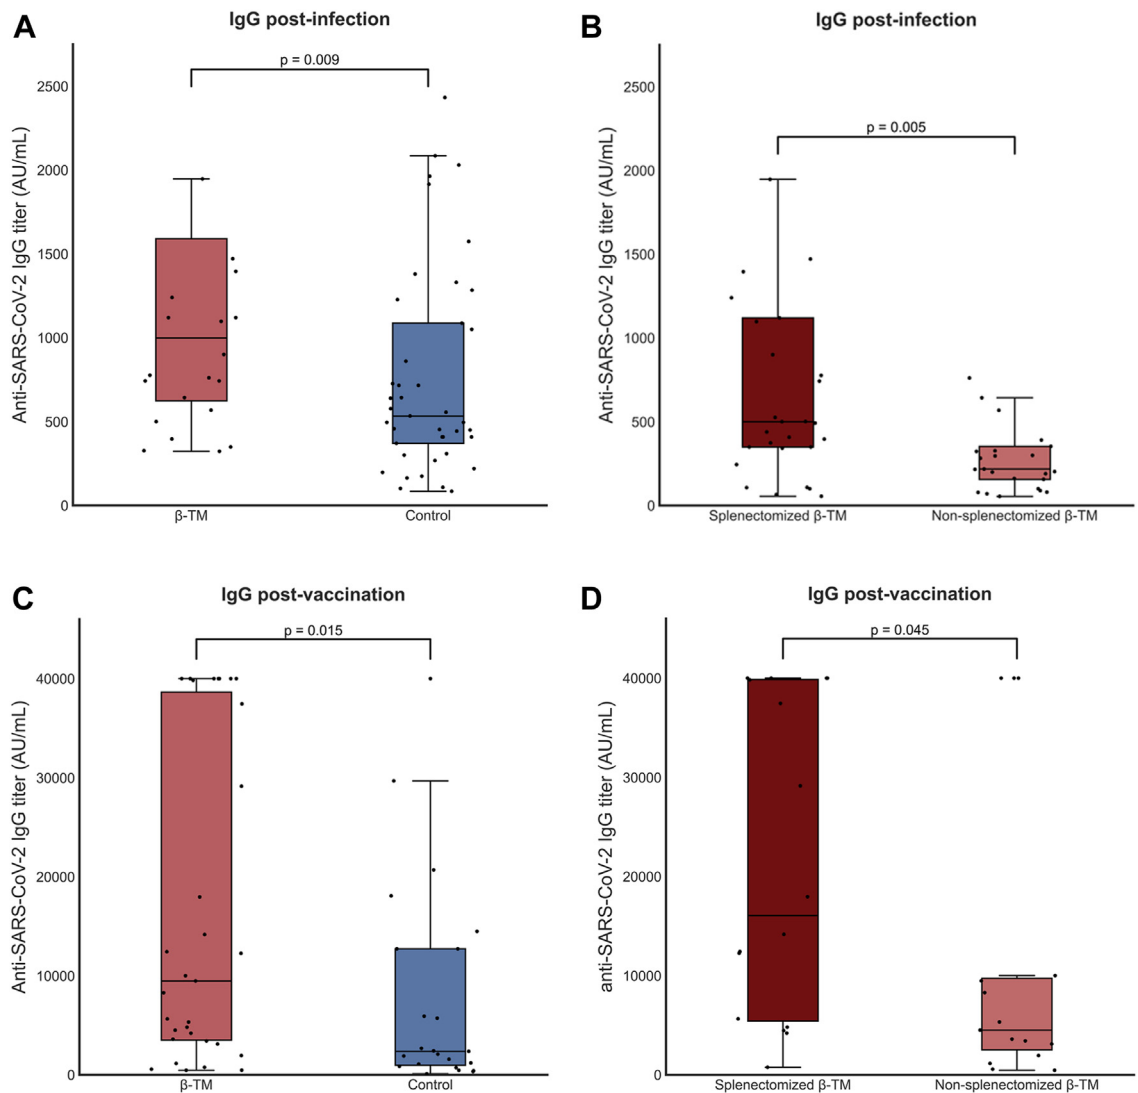 A
IgG post-infection
p = 0.009
Anti-SARS-CoV-2 IgG titer (AU/mL)
2500
2000
1500
1000
500
0
β-TM
Control
B
IgG post-infection
p = 0.005
Anti-SARS-CoV-2 IgG titer (AU/mL)
2500
2000
1500
1000
500
0
Splenectomized β-TM
Non-splenectomized β-TM
C
IgG post-vaccination
p = 0.015
Anti-SARS-CoV-2 IgG titer (AU/mL)
40000
30000
20000
10000
0
β-TM
Control
D
IgG post-vaccination
p = 0.045
anti-SARS-CoV-2 IgG titer (AU/mL)
40000
30000
20000
10000
0
Splenectomized β-TM
Non-splenectomized β-TM